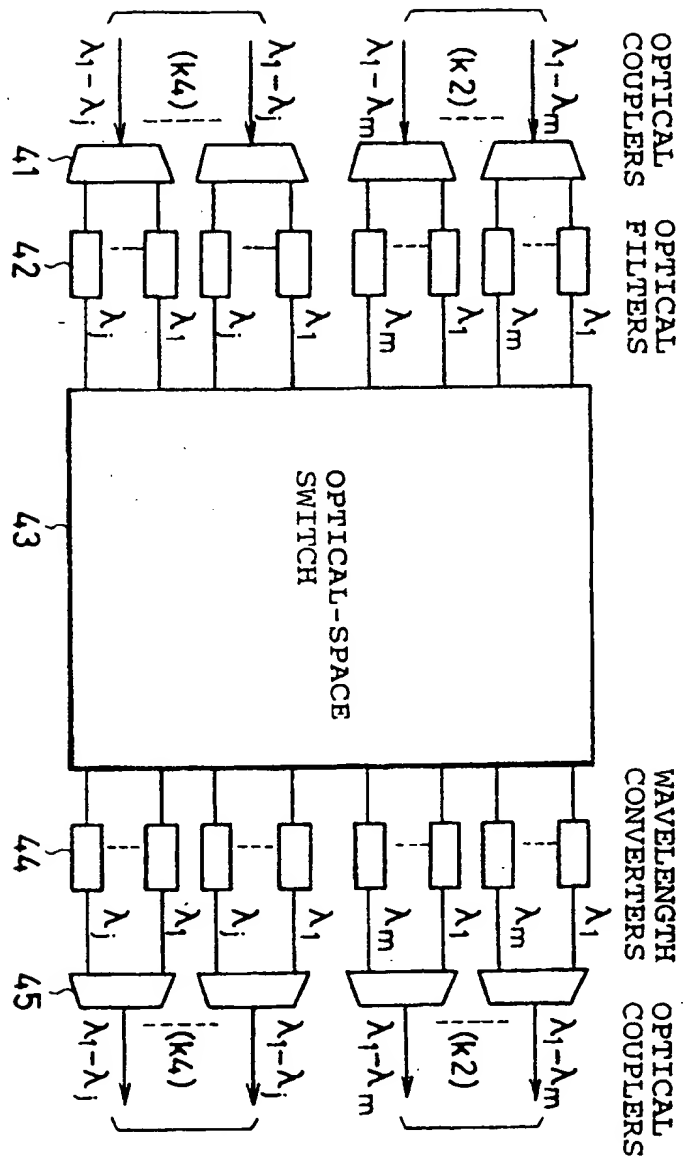 OPTICAL COUPLERS
OPTICAL FILTERS
WAVELENGTH CONVERTERS
OPTICAL COUPLERS
λ1-λm
λ1
λ1
λ1-λm
λm
λm
(k2)
(k2)
λ1
λ1
λ1-λm
λm
λm
λ1-λm
OPTICAL-SPACE
SWITCH
λ1-λj
λ1
λ1
λ1-λj
λj
λj
(k4)
(k4)
λ1
λ1
λ1-λj
λj
λj
λ1-λj
41
42
43
44
45